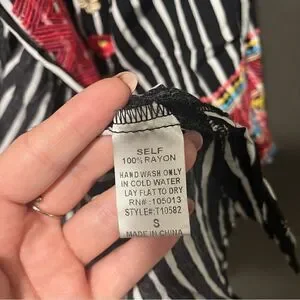 SELF
100% RAYON
HAND WASH ONLY
IN COLD WATER
LAY FLAT TO DRY
RN#: 105013
STYLE#: T10582
S
MADE IN CHINA